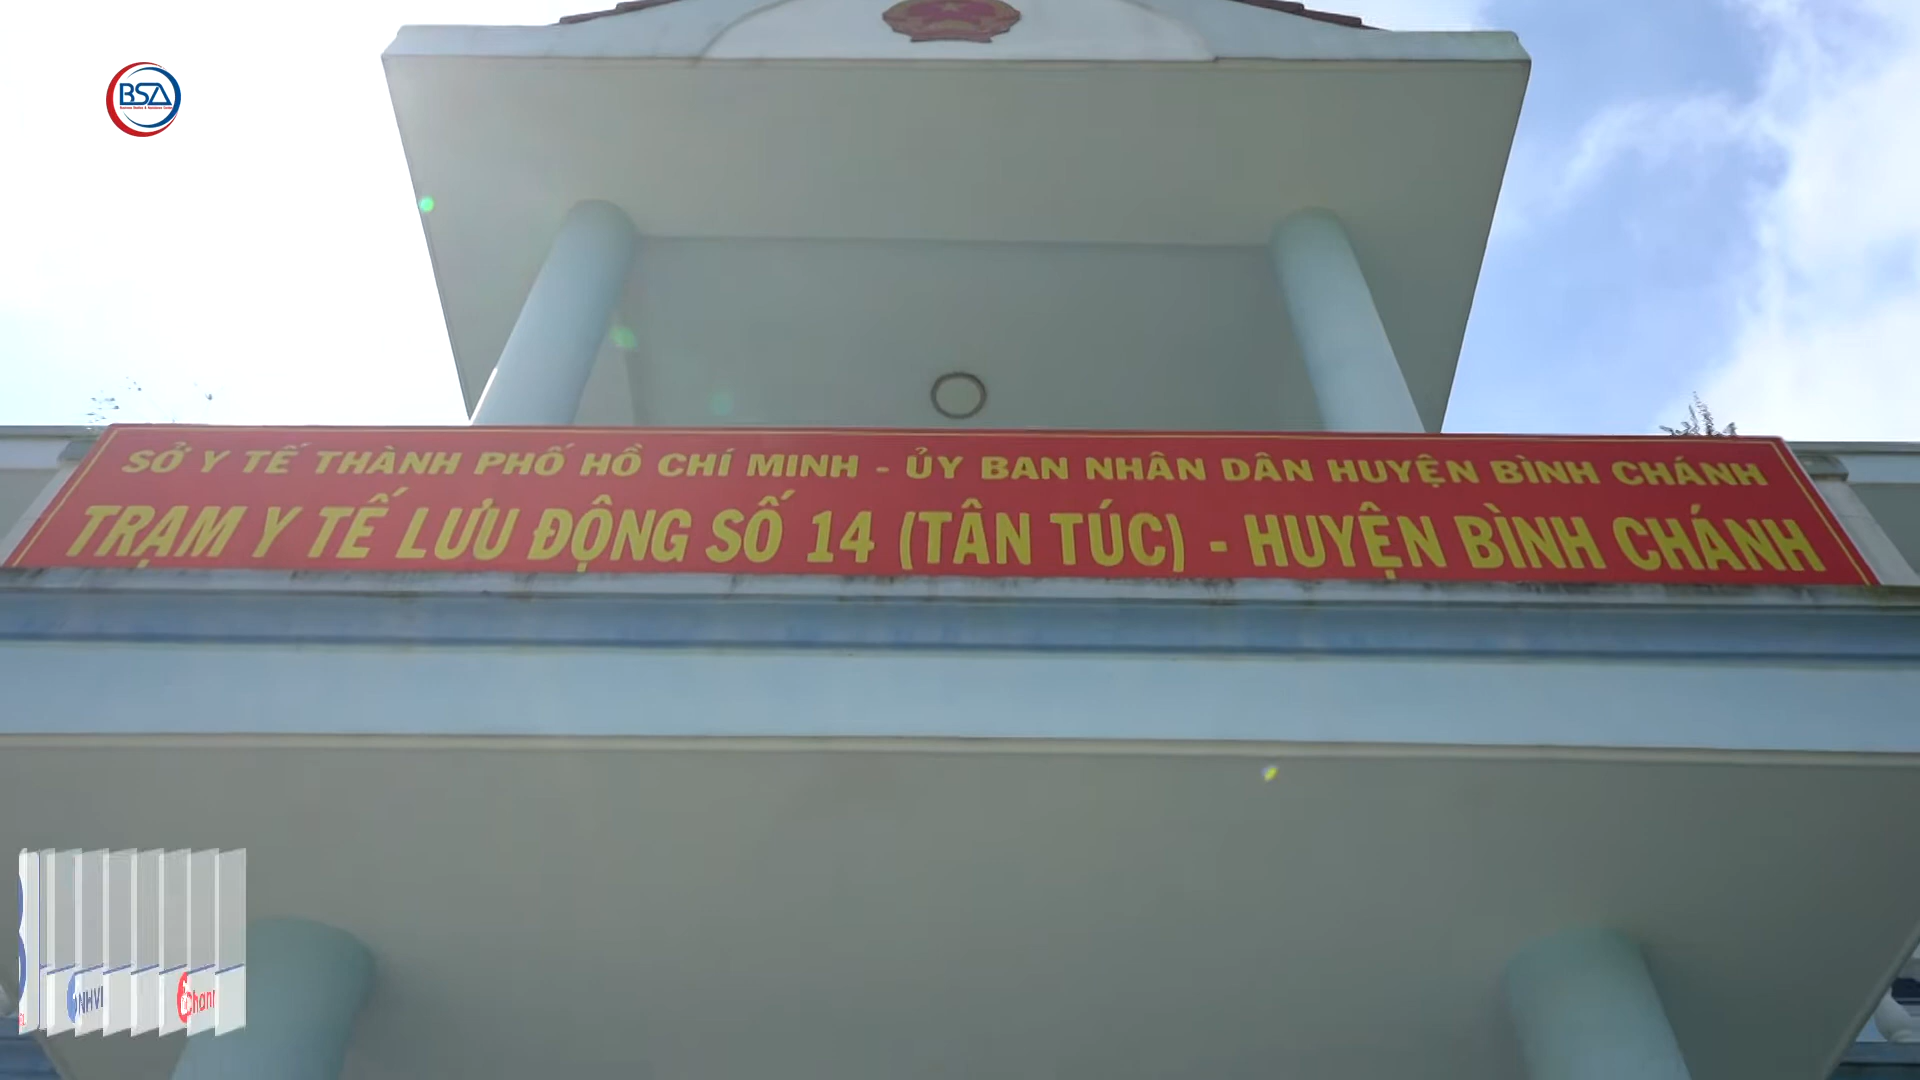 BSA
SỞ Y TẾ THÀNH PHỐ HỒ CHÍ MINH - ỦY BAN NHÂN DÂN HUYỆN BÌNH CHÁNH
TRẠM Y TẾ LƯU ĐỘNG SỐ 14 (TÂN TÚC) - HUYỆN BÌNH CHÁNH